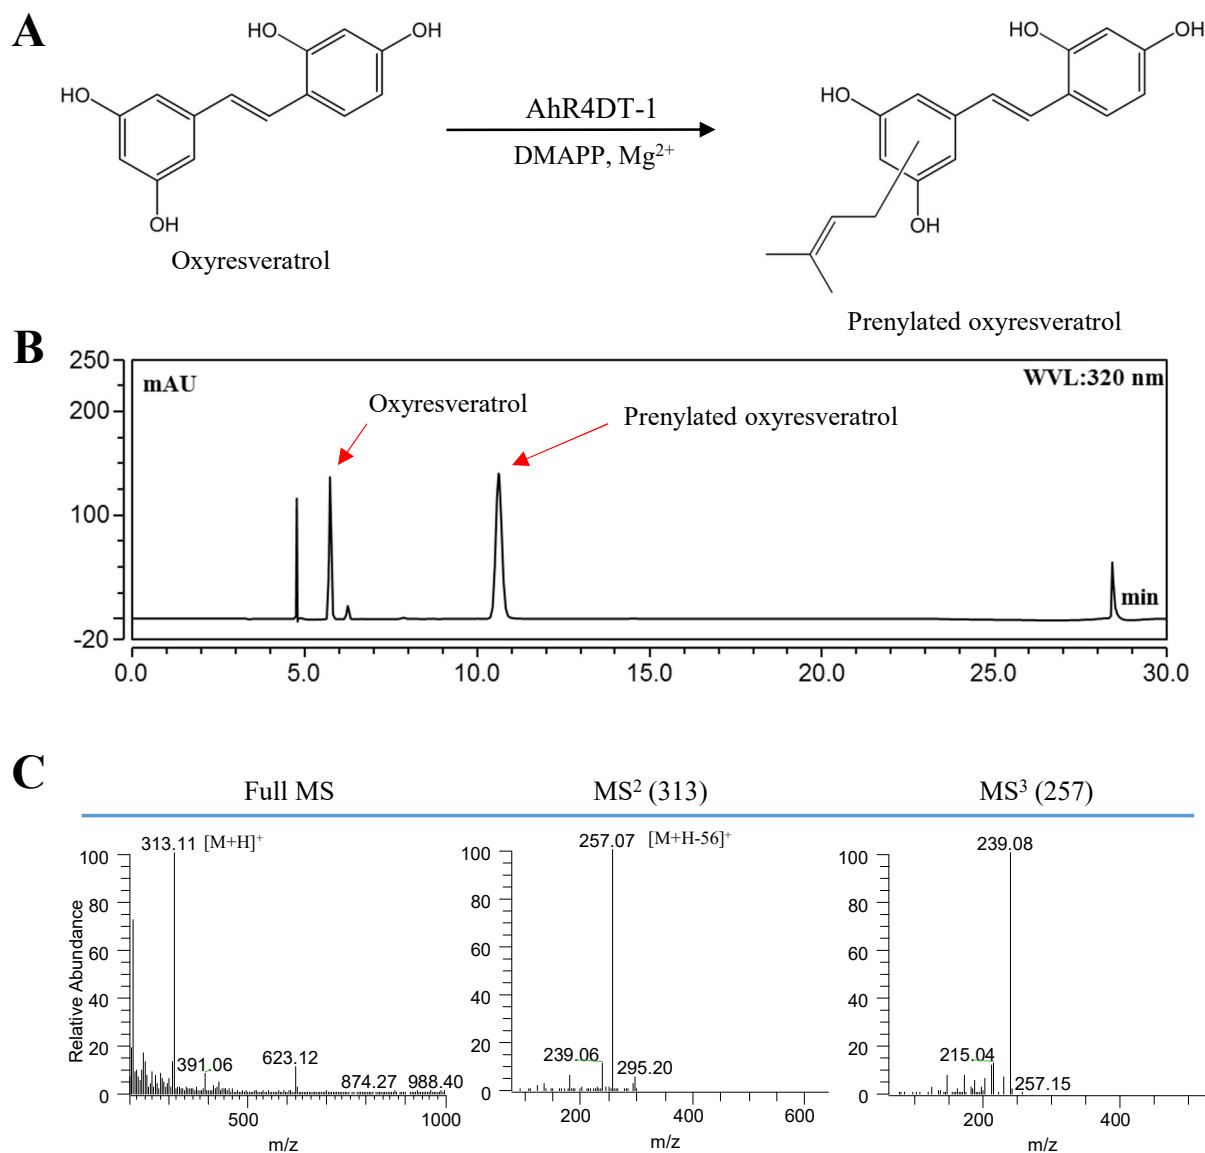 A
HO
OH
HO
OH
Oxyresveratrol
AhR4DT-1
DMAPP, Mg²⁺
HO
OH
HO
OH
Prenylated oxyresveratrol
B
250
200
100
-20
mAU
WVL:320 nm
Oxyresveratrol
Prenylated oxyresveratrol
min
0.0 5.0 10.0 15.0 20.0 25.0 30.0
C
Full MS
MS² (313)
MS³ (257)
313.11 [M+H]⁺
100
80
60
40
20
0
Relative Abundance
391.06
623.12
874.27
988.40
500 1000
m/z
257.07 [M+H-56]⁺
100
80
60
40
20
0
239.06
295.20
200 400 600
m/z
239.08
100
80
60
40
20
0
215.04
257.15
200 400
m/z